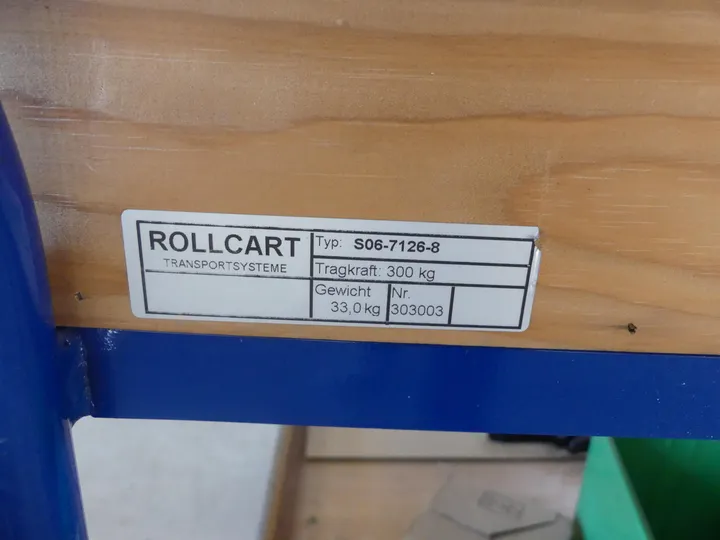 ROLLCART
TRANSPORTSYSTEME
Typ: S06-7126-8
Tragkraft: 300 kg
Gewicht
33,0 kg
Nr.
303003